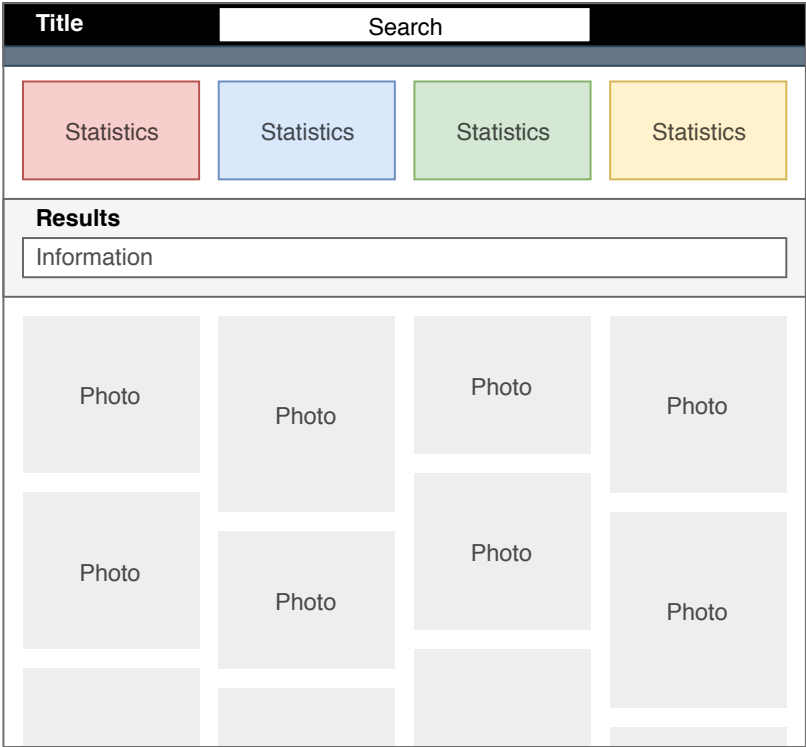 Title
Search
Statistics
Statistics
Statistics
Statistics
Results
Information
Photo
Photo
Photo
Photo
Photo
Photo
Photo
Photo